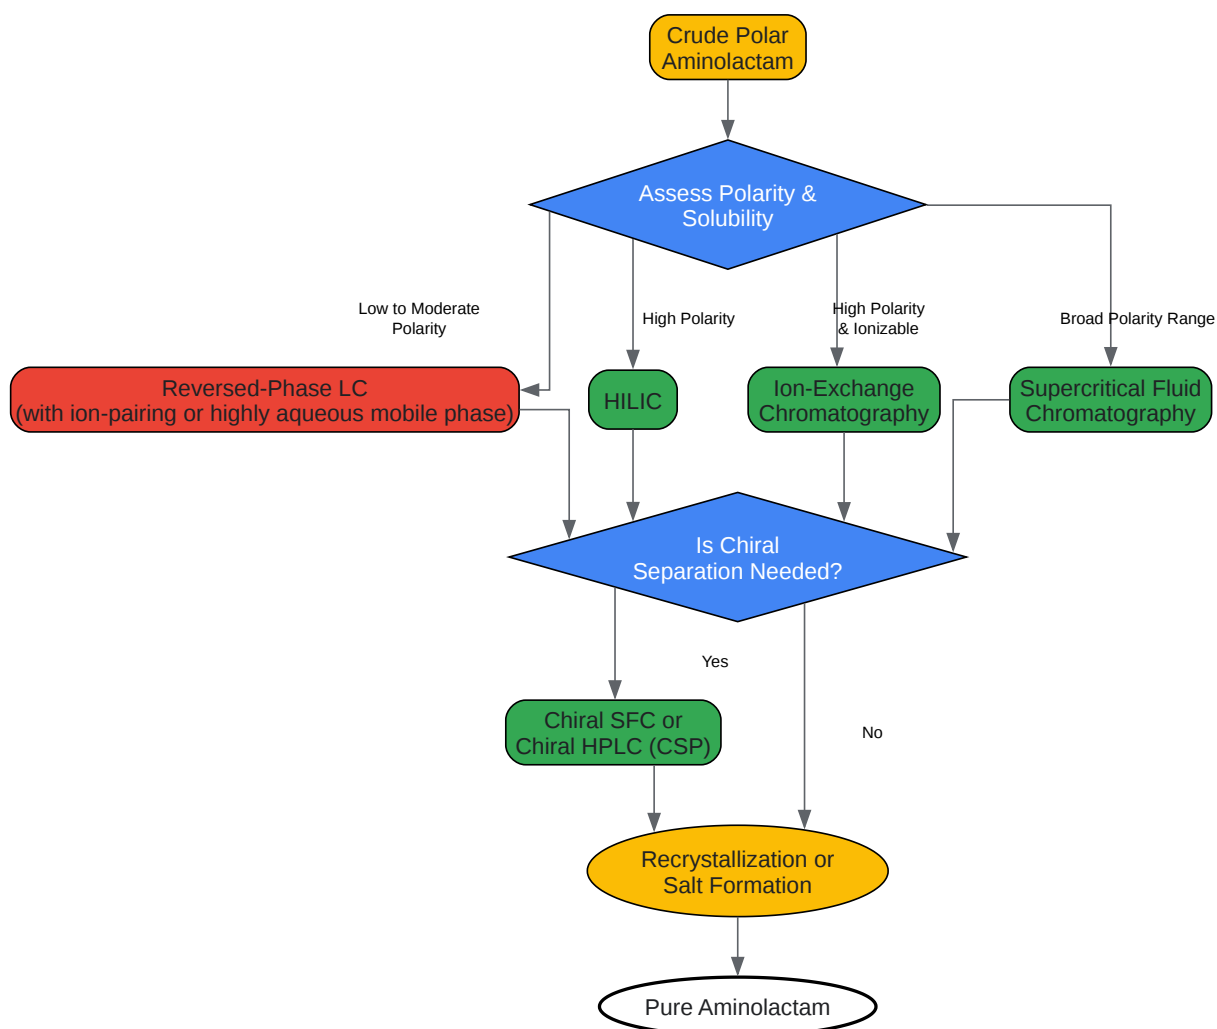 Crude Polar
Aminolactam
Assess Polarity &
Solubility
Low to Moderate
Polarity
High Polarity
High Polarity
& Ionizable
Broad Polarity Range
Reversed-Phase LC
(with ion-pairing or highly aqueous mobile phase)
HILIC
Ion-Exchange
Chromatography
Supercritical Fluid
Chromatography
Is Chiral
Separation Needed?
Yes
No
Chiral SFC or
Chiral HPLC (CSP)
Recrystallization or
Salt Formation
Pure Aminolactam